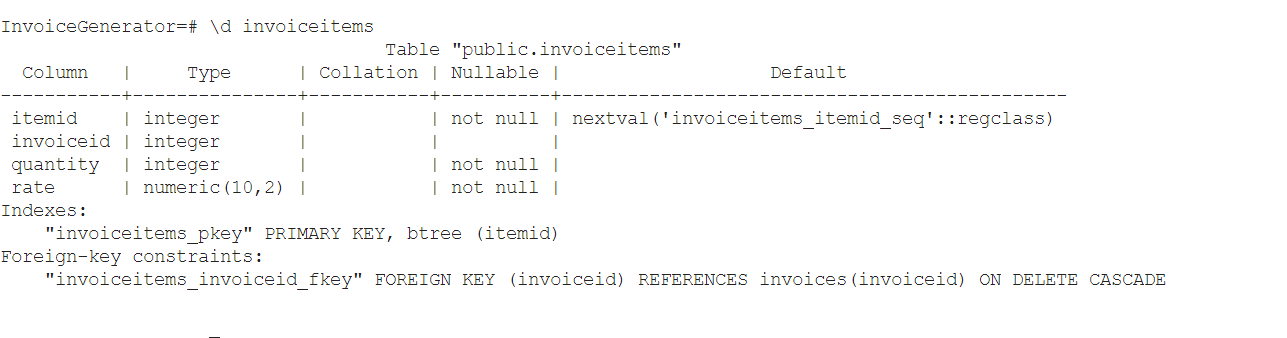 InvoiceGenerator=# \d invoiceitems
                                   Table "public.invoiceitems"
  Column   |     Type      | Collation | Nullable |                   Default
-----------+---------------+-----------+----------+----------------------------------------------
 itemid    | integer       |           | not null | nextval('invoiceitems_itemid_seq'::regclass)
 invoiceid | integer       |           |          |
 quantity  | integer       |           | not null |
 rate      | numeric(10,2) |           | not null |
Indexes:
    "invoiceitems_pkey" PRIMARY KEY, btree (itemid)
Foreign-key constraints:
    "invoiceitems_invoiceid_fkey" FOREIGN KEY (invoiceid) REFERENCES invoices(invoiceid) ON DELETE CASCADE